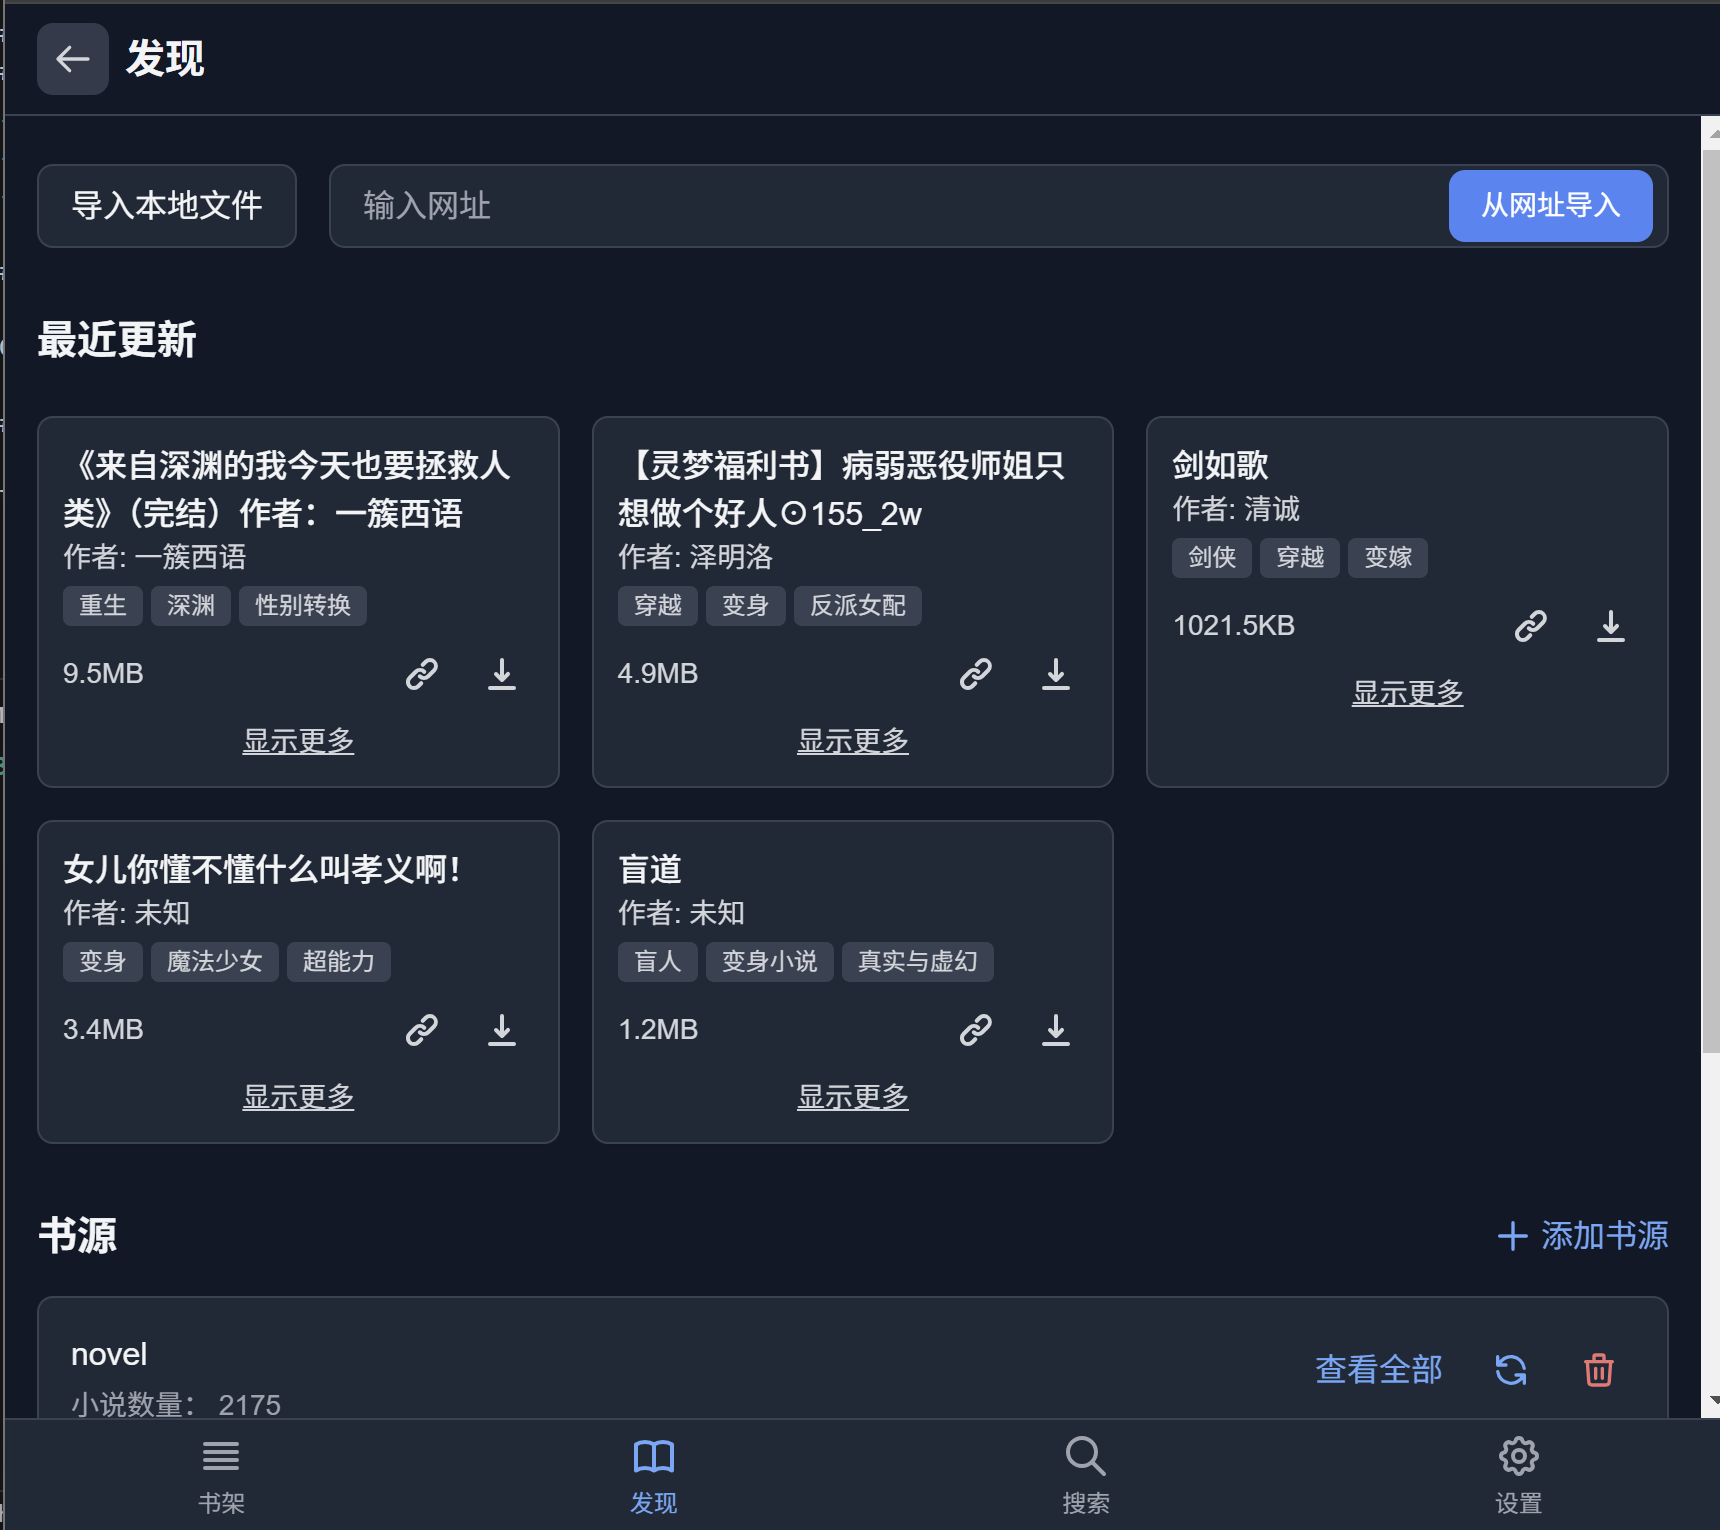 发现
导入本地文件
输入网址
从网址导入
最近更新
《来自深渊的我今天也要拯救人
类》（完结）作者：一簇西语
作者: 一簇西语
重生 深渊 性别转换
9.5MB
显示更多
【灵梦福利书】病弱恶役师姐只
想做个好人⊙155_2w
作者: 泽明洛
穿越 变身 反派女配
4.9MB
显示更多
剑如歌
作者: 清诚
剑侠 穿越 变嫁
1021.5KB
显示更多
女儿你懂不懂什么叫孝义啊！
作者: 未知
变身 魔法少女 超能力
3.4MB
显示更多
盲道
作者: 未知
盲人 变身小说 真实与虚幻
1.2MB
显示更多
书源
添加书源
novel
查看全部
小说数量： 2175
书架
发现
搜索
设置